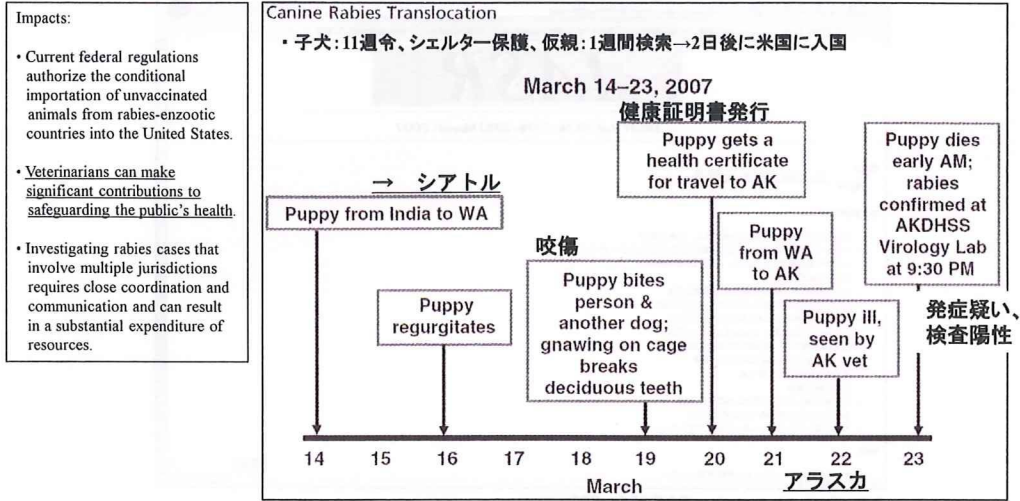 Impacts:
• Current federal regulations
authorize the conditional
importation of unvaccinated
animals from rabies-enzootic
countries into the United States.
• Veterinarians can make
significant contributions to
safeguarding the public's health.
• Investigating rabies cases that
involve multiple jurisdictions
requires close coordination and
communication and can result
in a substantial expenditure of
resources.
Canine Rabies Translocation
・子犬：11週令、シェルター保護、仮親：1週間検索→2日後に米国に入国
March 14–23, 2007
健康証明書発行
→ シアトル
Puppy from India to WA
Puppy
regurgitates
咬傷
Puppy bites
person &
another dog;
gnawing on cage
breaks
deciduous teeth
Puppy gets a
health certificate
for travel to AK
Puppy
from WA
to AK
Puppy ill,
seen by
AK vet
Puppy dies
early AM;
rabies
confirmed at
AKDHSS
Virology Lab
at 9:30 PM
発症疑い、
検査陽性
14 15 16 17 18 19 20 21 22 23
March
アラスカ